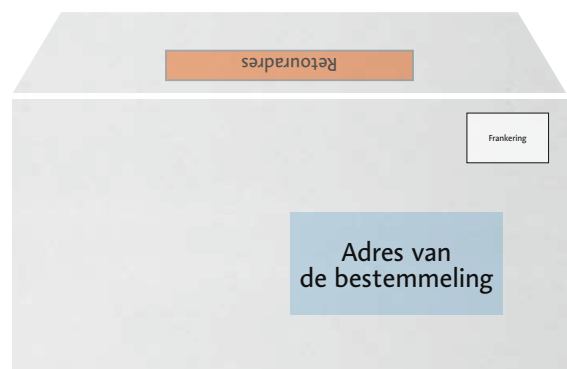 Retouradres
Frankering
Adres van
de bestemmeling